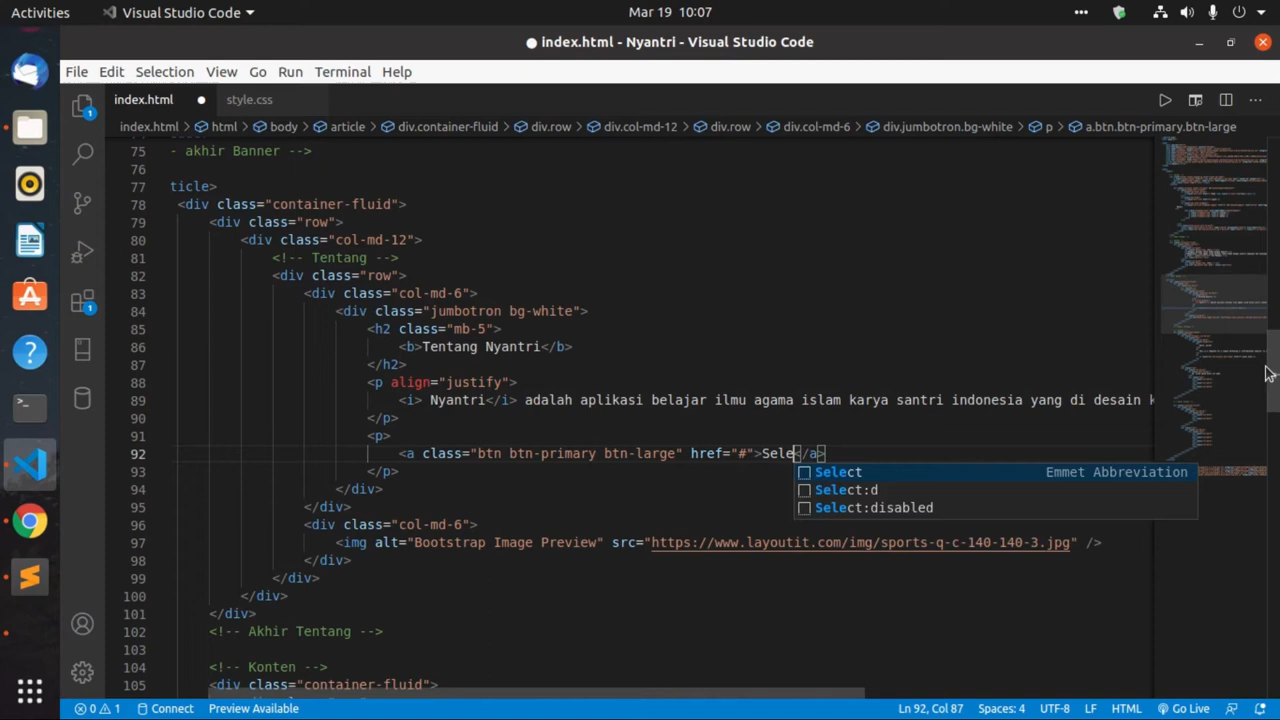 Activities
Visual Studio Code
Mar 19 10:07
● index.html - Nyantri - Visual Studio Code
File Edit Selection View Go Run Terminal Help
index.html
style.css
index.html > html > body > article > div.container-fluid > div.row > div.col-md-12 > div.row > div.col-md-6 > div.jumbotron.bg-white > p > a.btn.btn-primary.btn-large
75 - akhir Banner -->
76
77 ticle>
78 <div class="container-fluid">
79 <div class="row">
80 <div class="col-md-12">
81 <!-- Tentang -->
82 <div class="row">
83 <div class="col-md-6">
84 <div class="jumbotron bg-white">
85 <h2 class="mb-5">
86 <b>Tentang Nyantri</b>
87 </h2>
88 <p align="justify">
89 <i> Nyantri</i> adalah aplikasi belajar ilmu agama islam karya santri indonesia yang di desain k
90 </p>
91 <p>
92 <a class="btn btn-primary btn-large" href="#">Sele</a>
Select Emmet Abbreviation
Select:d
Select:disabled
93 </p>
94 </div>
95 </div>
96 <div class="col-md-6">
97 <img alt="Bootstrap Image Preview" src="https://www.layoutit.com/img/sports-q-c-140-140-3.jpg" />
98 </div>
99 </div>
100 </div>
101 </div>
102 <!-- Akhir Tentang -->
103
104 <!-- Konten -->
105 <div class="container-fluid">
0 1 Connect Preview Available Ln 92, Col 87 Spaces: 4 UTF-8 LF HTML Go Live